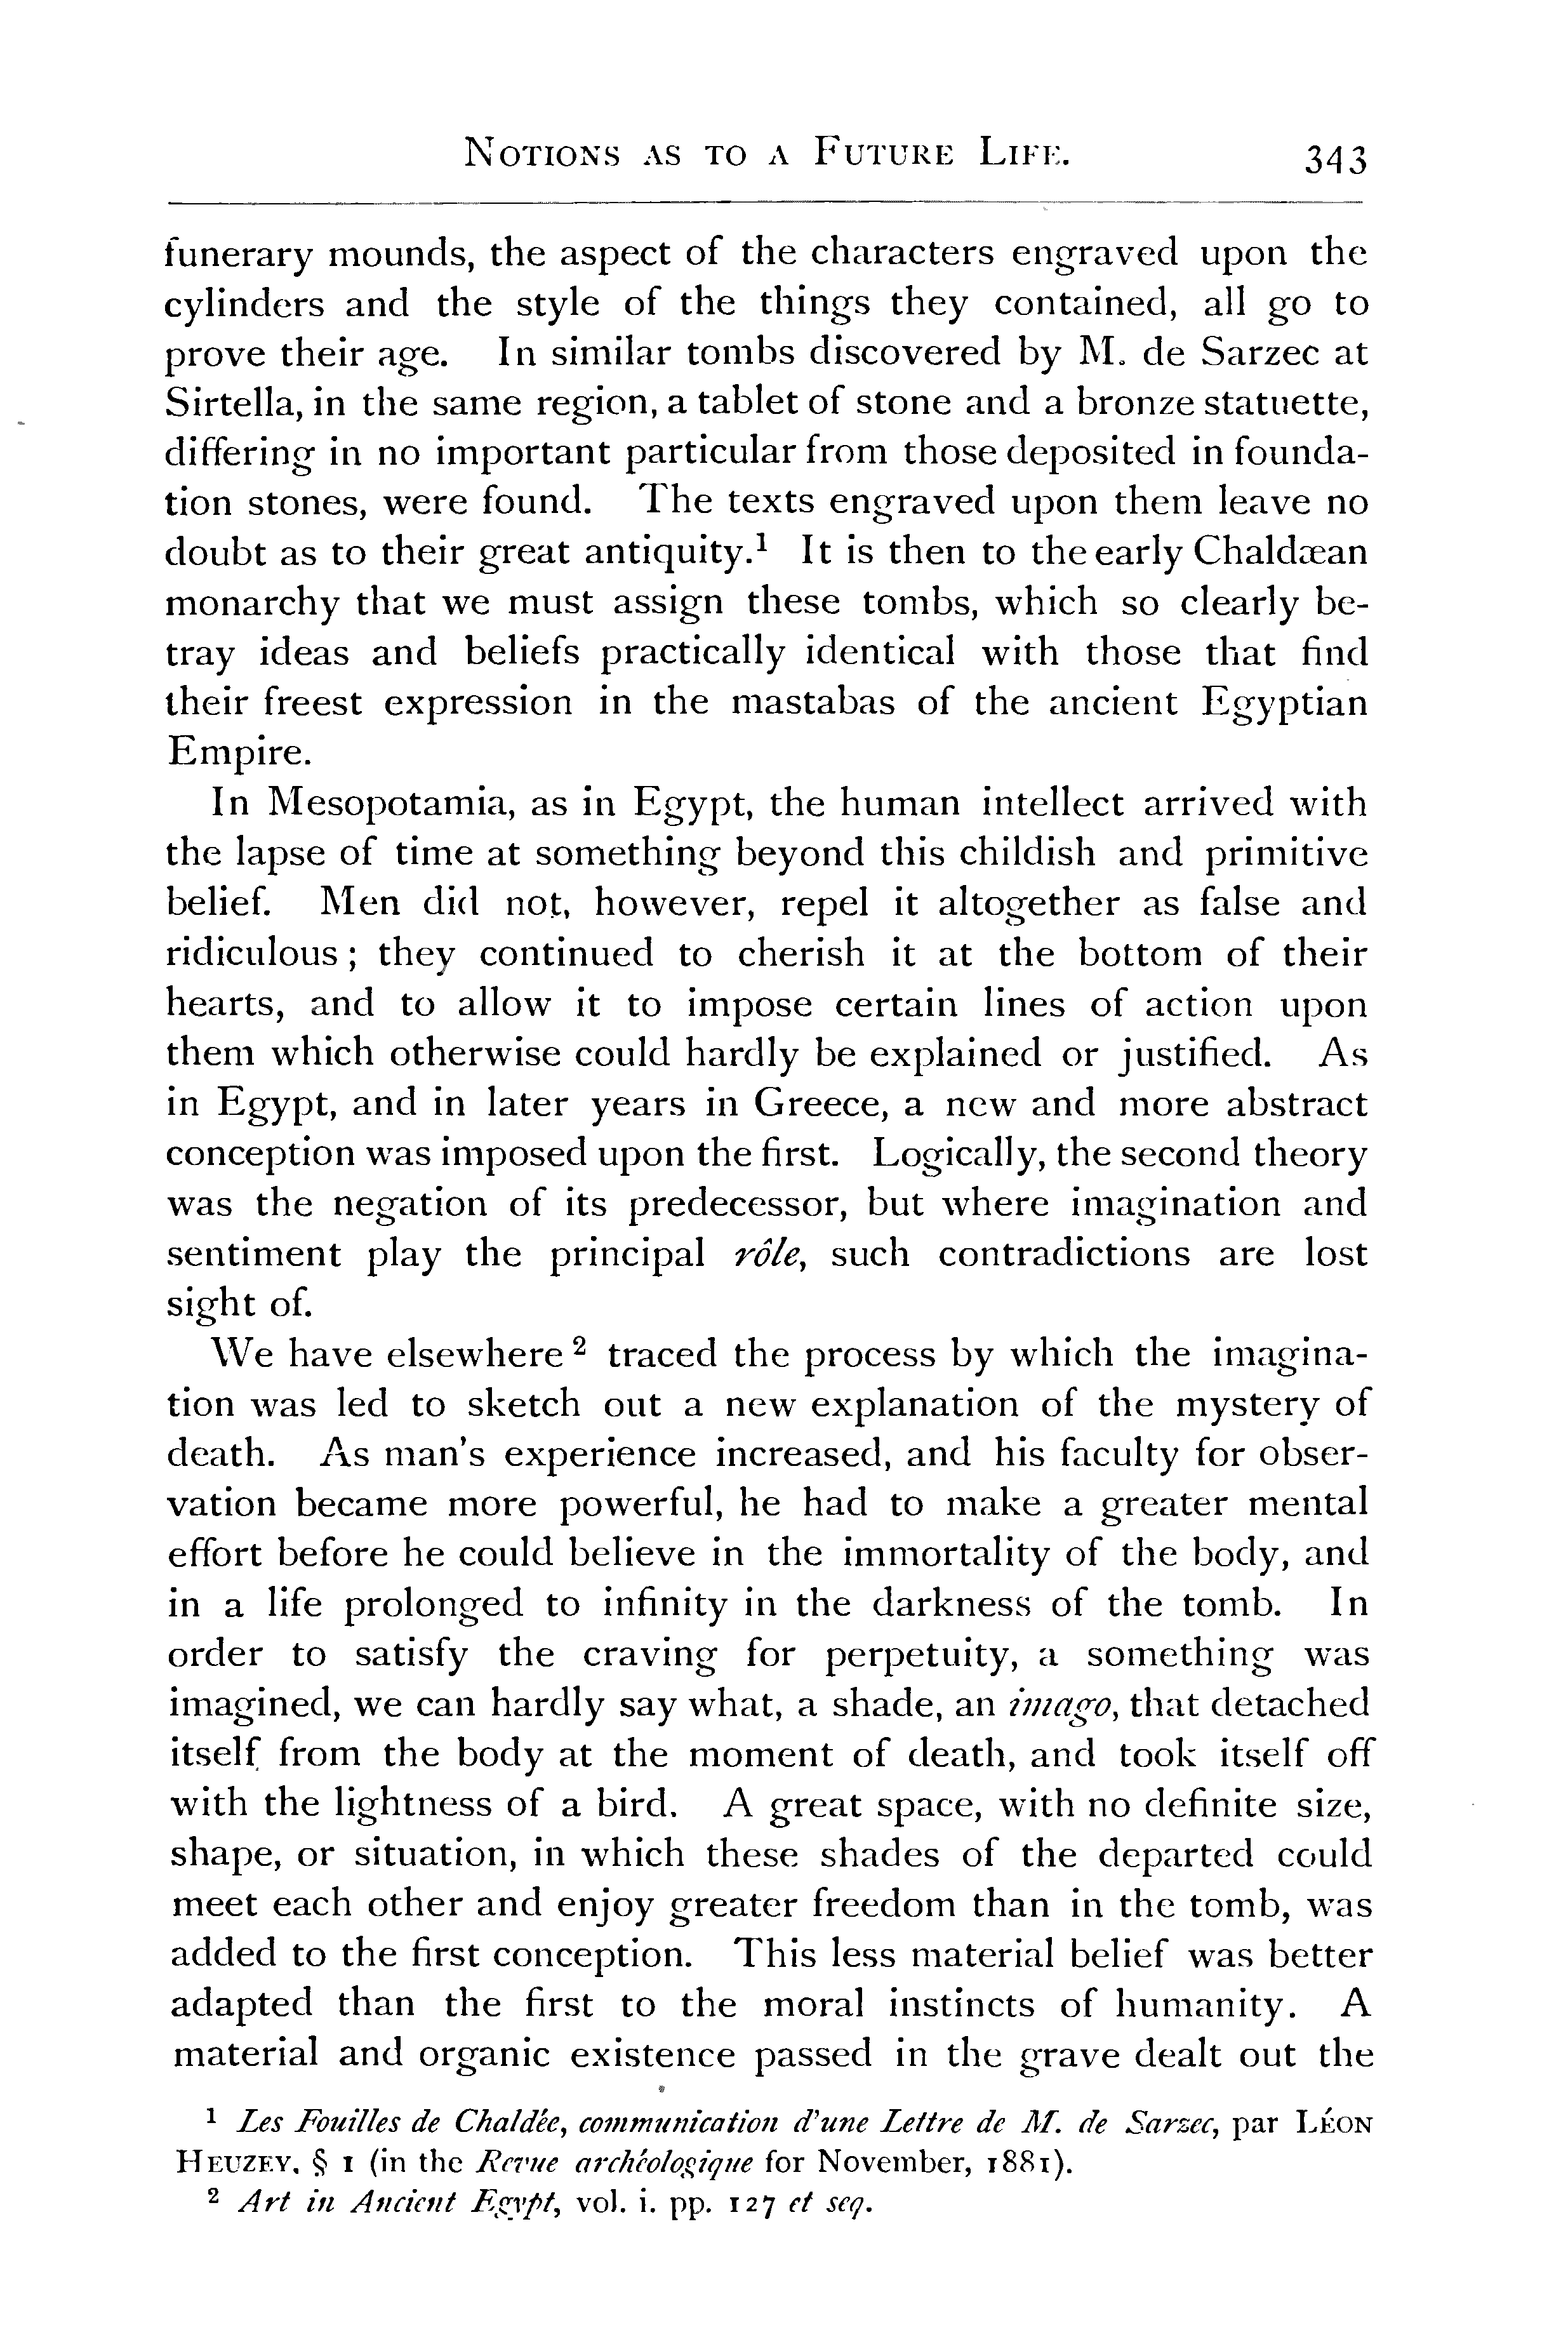 NOTIONS AS TO A FUTURE LIFE. 343
funerary mounds, the aspect of the characters engraved upon the
cylinders and the style of the things they contained, all go to
prove their age. In similar tombs discovered by M. de Sarzec at
Sirtella, in the same region, a tablet of stone and a bronze statuette,
differing in no important particular from those deposited in founda-
tion stones, were found. The texts engraved upon them leave no
doubt as to their great antiquity.¹ It is then to the early Chaldæan
monarchy that we must assign these tombs, which so clearly be-
tray ideas and beliefs practically identical with those that find
their freest expression in the mastabas of the ancient Egyptian
Empire.
In Mesopotamia, as in Egypt, the human intellect arrived with
the lapse of time at something beyond this childish and primitive
belief. Men did not, however, repel it altogether as false and
ridiculous; they continued to cherish it at the bottom of their
hearts, and to allow it to impose certain lines of action upon
them which otherwise could hardly be explained or justified. As
in Egypt, and in later years in Greece, a new and more abstract
conception was imposed upon the first. Logically, the second theory
was the negation of its predecessor, but where imagination and
sentiment play the principal rôle, such contradictions are lost
sight of.
We have elsewhere ² traced the process by which the imagina-
tion was led to sketch out a new explanation of the mystery of
death. As man's experience increased, and his faculty for obser-
vation became more powerful, he had to make a greater mental
effort before he could believe in the immortality of the body, and
in a life prolonged to infinity in the darkness of the tomb. In
order to satisfy the craving for perpetuity, a something was
imagined, we can hardly say what, a shade, an imago, that detached
itself from the body at the moment of death, and took itself off
with the lightness of a bird. A great space, with no definite size,
shape, or situation, in which these shades of the departed could
meet each other and enjoy greater freedom than in the tomb, was
added to the first conception. This less material belief was better
adapted than the first to the moral instincts of humanity. A
material and organic existence passed in the grave dealt out the
¹ Les Fouilles de Chaldée, communication d'une Lettre de M. de Sarzec, par LÉON
HEUZEY, § 1 (in the Revue archéologique for November, 1881).
² Art in Ancient Egypt, vol. i. pp. 127 et seq.